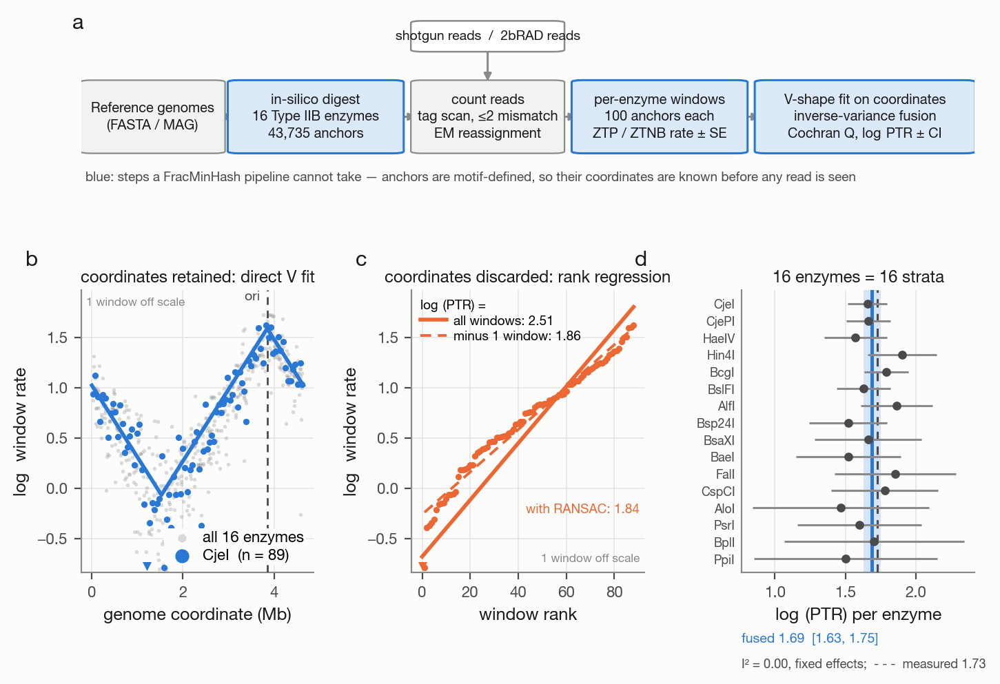 a
shotgun reads / 2bRAD reads
Reference genomes
(FASTA / MAG)
in-silico digest
16 Type IIB enzymes
43,735 anchors
count reads
tag scan, ≤2 mismatch
EM reassignment
per-enzyme windows
100 anchors each
ZTP / ZTNB rate ± SE
V-shape fit on coordinates
inverse-variance fusion
Cochran Q, log PTR ± CI
blue: steps a FracMinHash pipeline cannot take — anchors are motif-defined, so their coordinates are known before any read is seen
b
coordinates retained: direct V fit
1 window off scale
ori
log window rate
1.5
1.0
0.5
0.0
−0.5
all 16 enzymes
CjeI (n = 89)
0
2
4
genome coordinate (Mb)
c
coordinates discarded: rank regression
log (PTR) =
all windows: 2.51
minus 1 window: 1.86
log window rate
1.5
1.0
0.5
0.0
−0.5
with RANSAC: 1.84
1 window off scale
0
20
40
60
80
window rank
d
16 enzymes = 16 strata
CjeI
CjePI
HaeIV
Hin4I
BcgI
BslFI
AlfI
Bsp24I
BsaXI
BaeI
FalI
CspCI
AloI
PsrI
BplI
PpiI
1.0
1.5
2.0
log (PTR) per enzyme
fused 1.69 [1.63, 1.75]
I² = 0.00, fixed effects; - - - measured 1.73